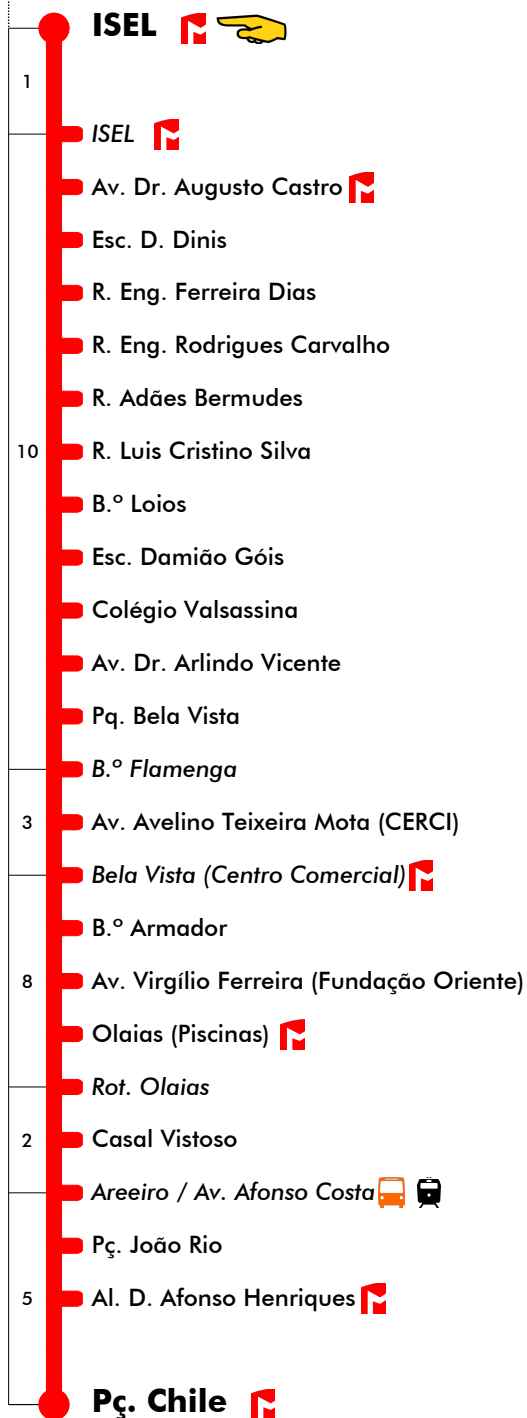 ISEL
1
ISEL
Av. Dr. Augusto Castro
Esc. D. Dinis
R. Eng. Ferreira Dias
R. Eng. Rodrigues Carvalho
R. Adães Bermudes
10 R. Luis Cristino Silva
B.º Loios
Esc. Damião Góis
Colégio Valsassina
Av. Dr. Arlindo Vicente
Pq. Bela Vista
B.º Flamenga
3 Av. Avelino Teixeira Mota (CERCI)
Bela Vista (Centro Comercial)
B.º Armador
8 Av. Virgílio Ferreira (Fundação Oriente)
Olaias (Piscinas)
Rot. Olaias
2 Casal Vistoso
Areeiro / Av. Afonso Costa
Pç. João Rio
5 Al. D. Afonso Henriques
Pç. Chile